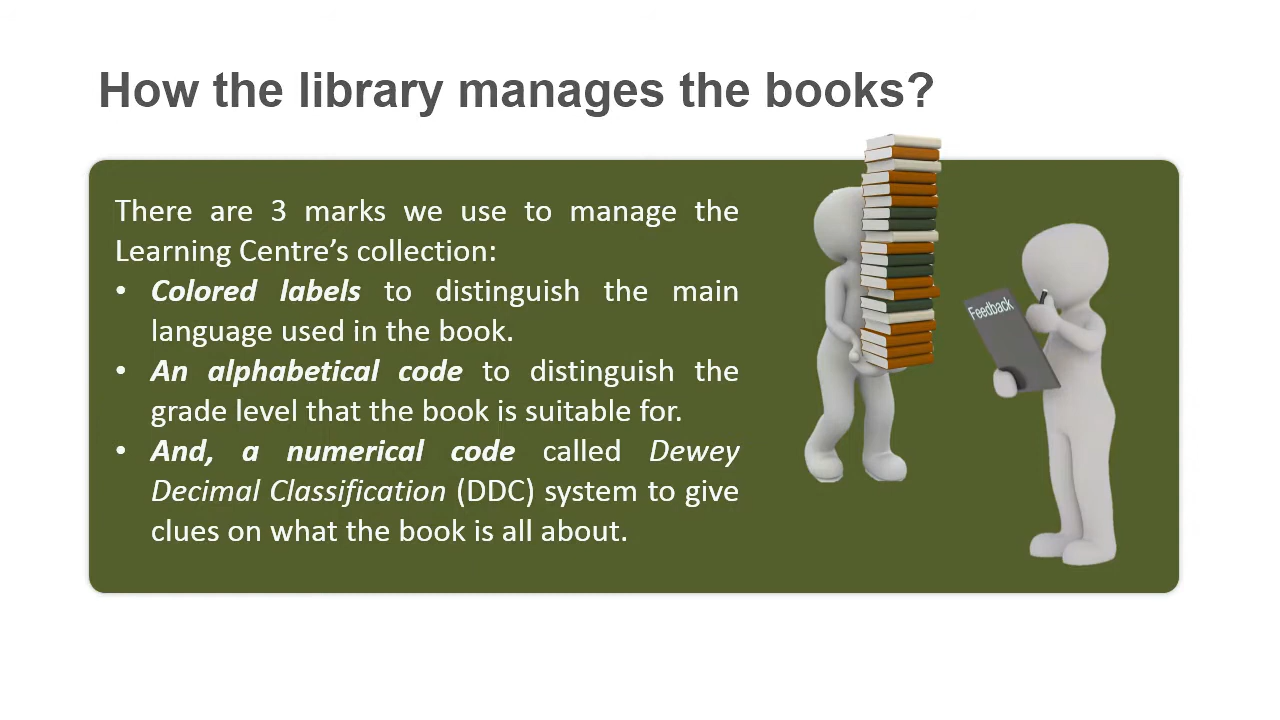 How the library manages the books?
There are 3 marks we use to manage the
Learning Centre's collection:
• Colored labels to distinguish the main
language used in the book.
• An alphabetical code to distinguish the
grade level that the book is suitable for.
• And, a numerical code called Dewey
Decimal Classification (DDC) system to give
clues on what the book is all about.
Feedback